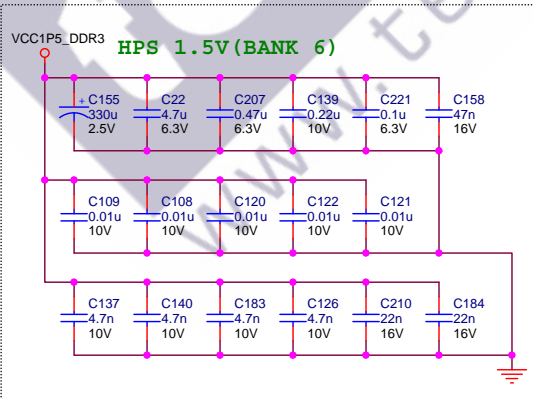 VCC1P5_DDR3
HPS 1.5V(BANK 6)
+ C155 C22 C207 C139 C221 C158
330u 4.7u 0.47u 0.22u 0.1u 47n
2.5V 6.3V 6.3V 10V 6.3V 16V
C109 C108 C120 C122 C121
0.01u 0.01u 0.01u 0.01u 0.01u
10V 10V 10V 10V 10V
C137 C140 C183 C126 C210 C184
4.7n 4.7n 4.7n 4.7n 22n 22n
10V 10V 10V 10V 16V 16V
www.te